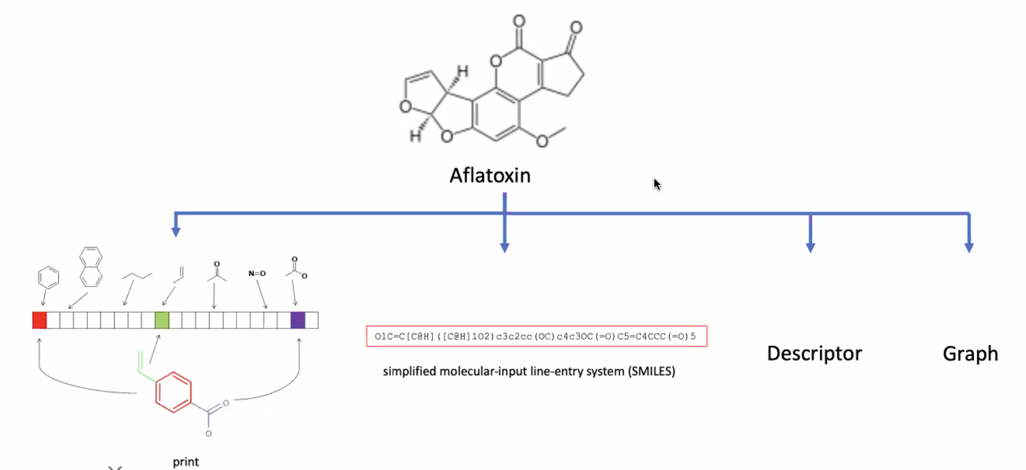 O
O
O
H
O
H
O
O
Aflatoxin
O
O
N=O
O
O1C=C[C@H]([C@H]1O2)c3c2cc(OC)c4c3OC(=O)C5=C4CCC(=O)5
simplified molecular-input line-entry system (SMILES)
Descriptor
Graph
O
O
print